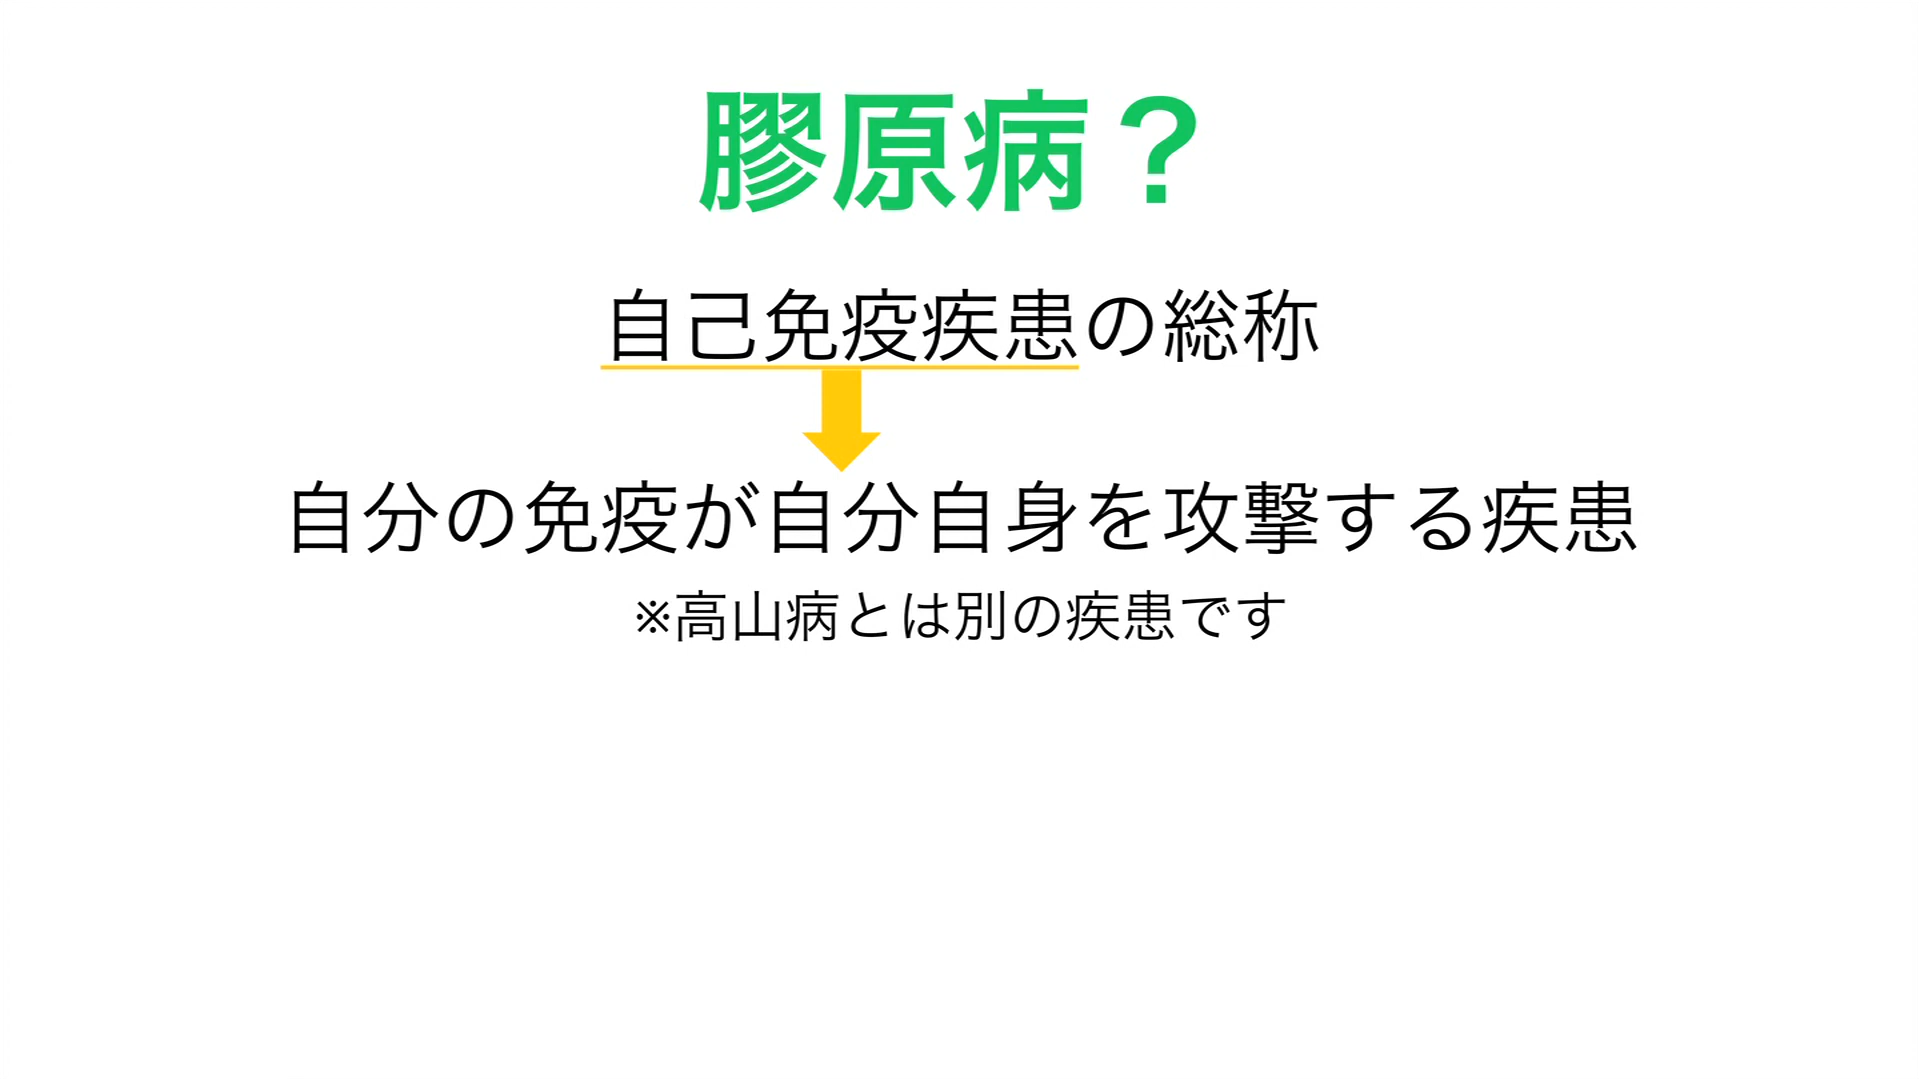 膠原病？
自己免疫疾患の総称
自分の免疫が自分自身を攻撃する疾患
※高山病とは別の疾患です